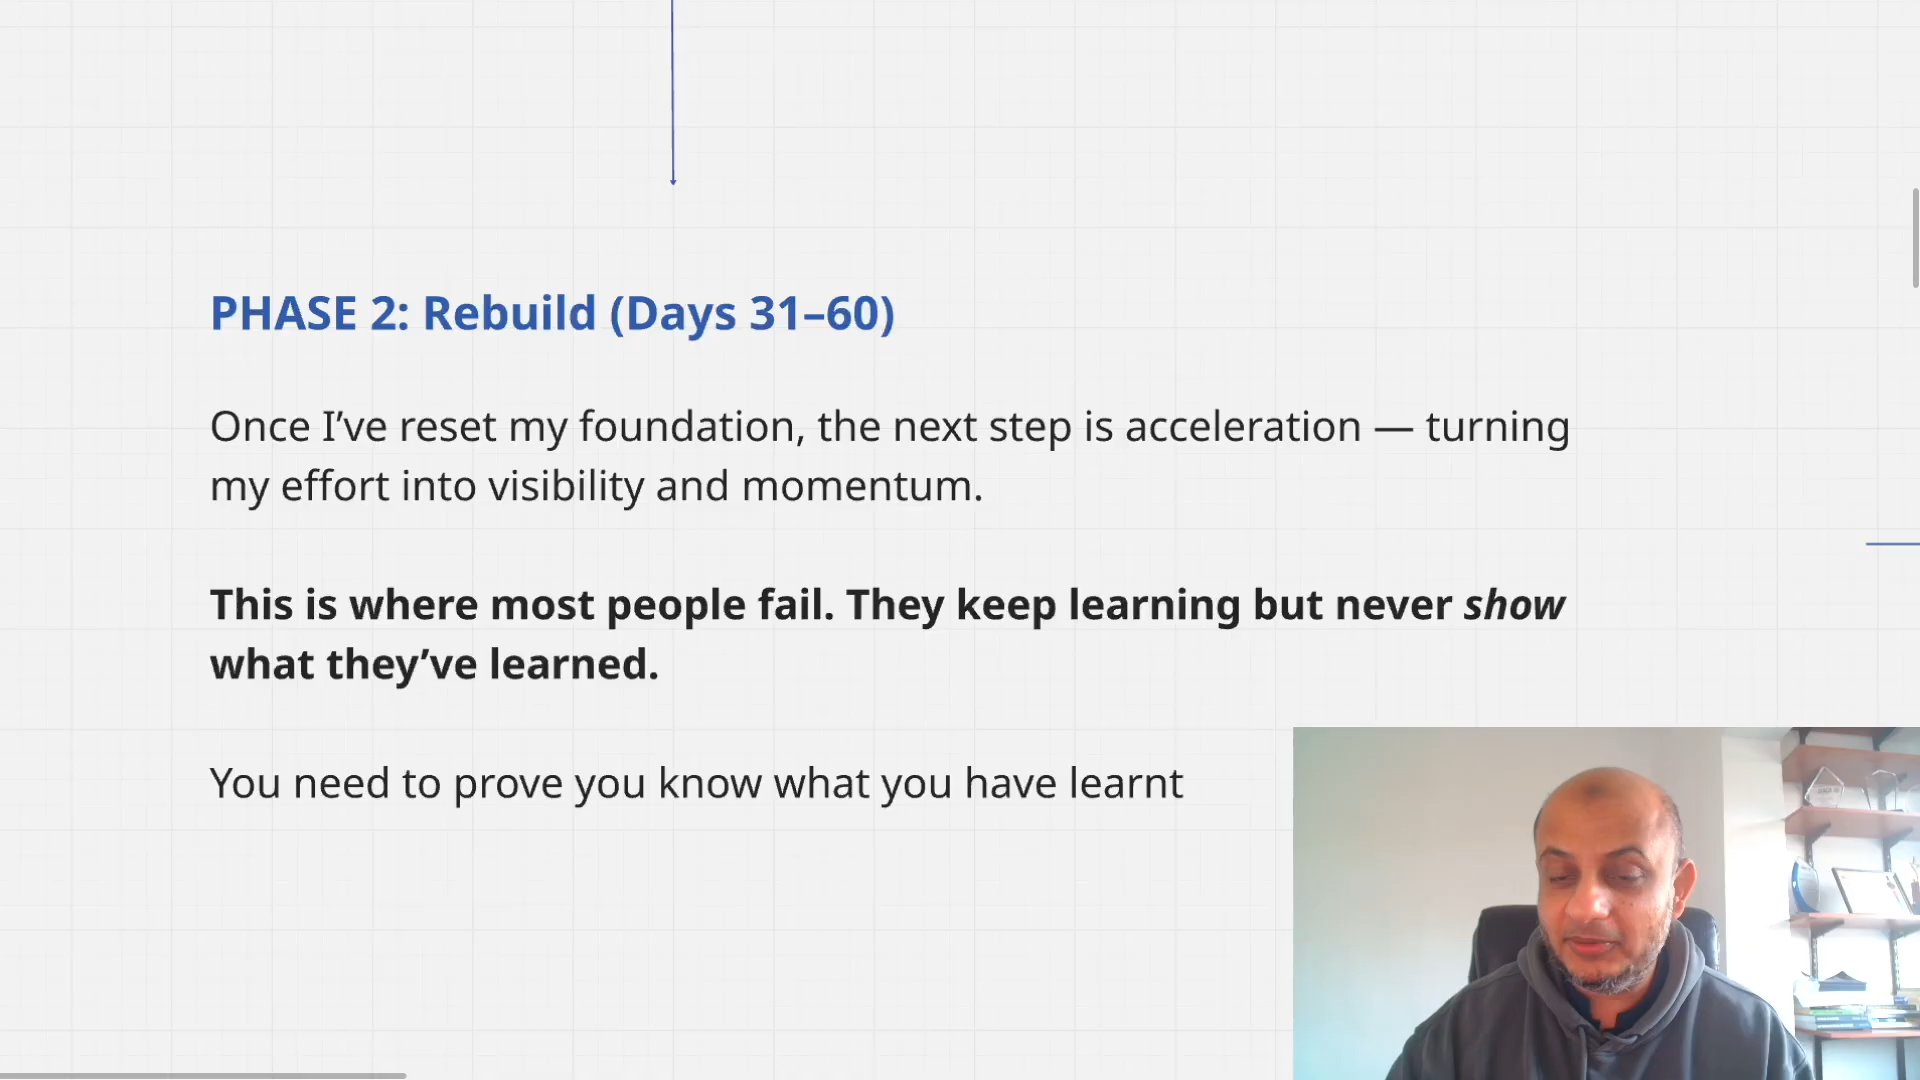 PHASE 2: Rebuild (Days 31–60)
Once I’ve reset my foundation, the next step is acceleration — turning
my effort into visibility and momentum.
This is where most people fail. They keep learning but never show
what they’ve learned.
You need to prove you know what you have learnt